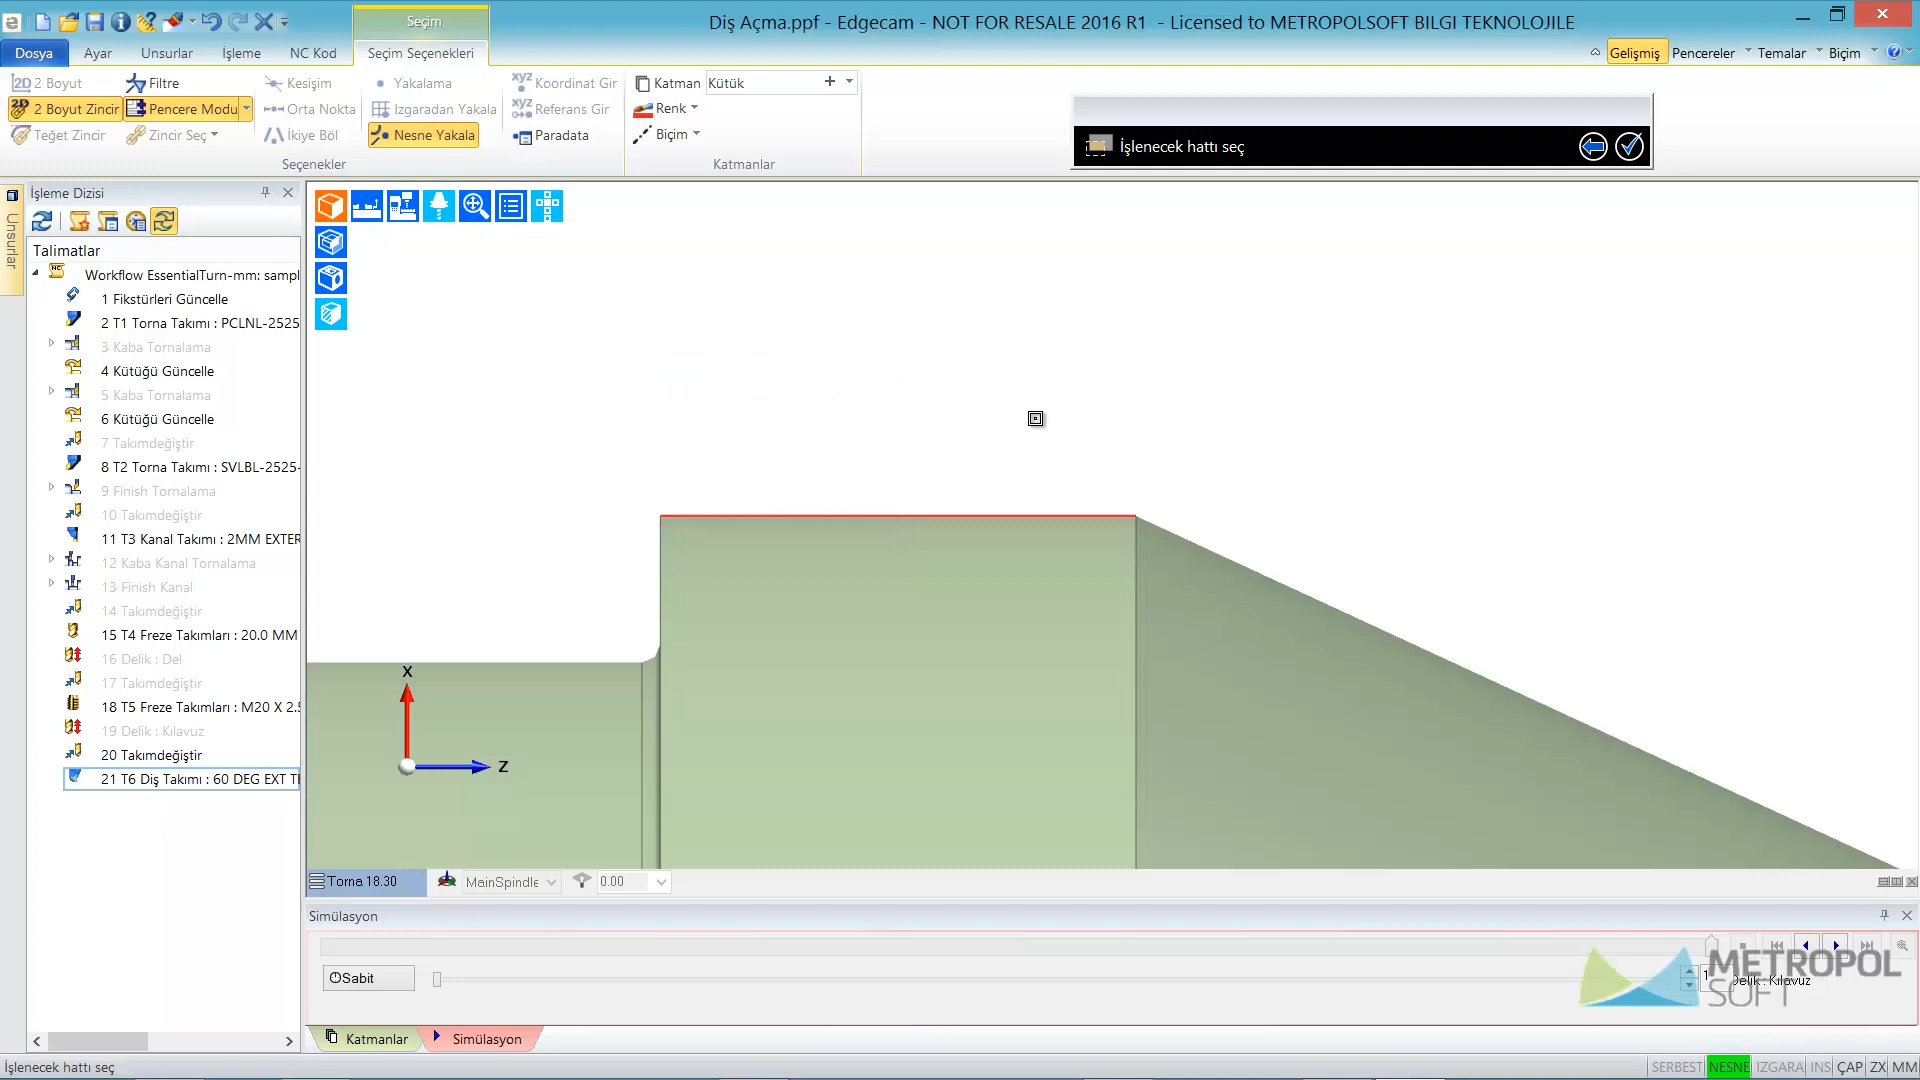 Seçim
Diş Açma.ppf - Edgecam - NOT FOR RESALE 2016 R1 - Licensed to METROPOLSOFT BILGI TEKNOLOJILE
Dosya Ayar Unsurlar İşleme NC Kod Seçim Seçenekleri Gelişmiş Pencereler Temalar Biçim
2 Boyut Filtre Kesişim Yakalama Koordinat Gir Katman Kütük
2 Boyut Zincir Pencere Modu Orta Nokta Izgaradan Yakala Referans Gir Renk
Teğet Zincir Zincir Seç İkiye Böl Nesne Yakala Paradata Biçim
Seçenekler Katmanlar
İşlenecek hattı seç
İşleme Dizisi
Unsurlar
Talimatlar
Workflow EssentialTurn-mm: sampl
1 Fikstürleri Güncelle
2 T1 Torna Takımı : PCLNL-2525
3 Kaba Tornalama
4 Kütüğü Güncelle
5 Kaba Tornalama
6 Kütüğü Güncelle
7 Takımdeğiştir
8 T2 Torna Takımı : SVLBL-2525-
9 Finish Tornalama
10 Takımdeğiştir
11 T3 Kanal Takımı : 2MM EXTER
12 Kaba Kanal Tornalama
13 Finish Kanal
14 Takımdeğiştir
15 T4 Freze Takımları : 20.0 MM
16 Delik : Del
17 Takımdeğiştir
18 T5 Freze Takımları : M20 X 2.5
19 Delik : Kılavuz
20 Takımdeğiştir
21 T6 Diş Takımı : 60 DEG EXT TH
X
Z
Torna 18.30 MainSpindle 0.00
Simülasyon
Sabit
1 Delik : Kılavuz
METROPOL
SOFT
Katmanlar Simülasyon
İşlenecek hattı seç
SERBEST NESNE IZGARA INS ÇAP ZX MM